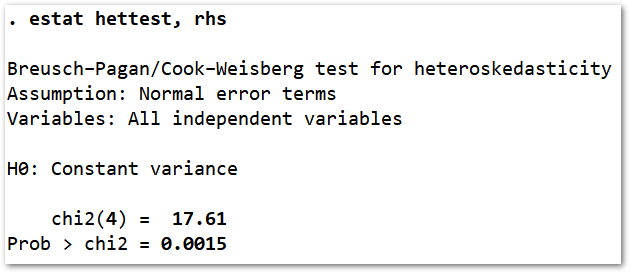 . estat hettest, rhs
Breusch–Pagan/Cook–Weisberg test for heteroskedasticity
Assumption: Normal error terms
Variables: All independent variables
H0: Constant variance
chi2(4) = 17.61
Prob > chi2 = 0.0015